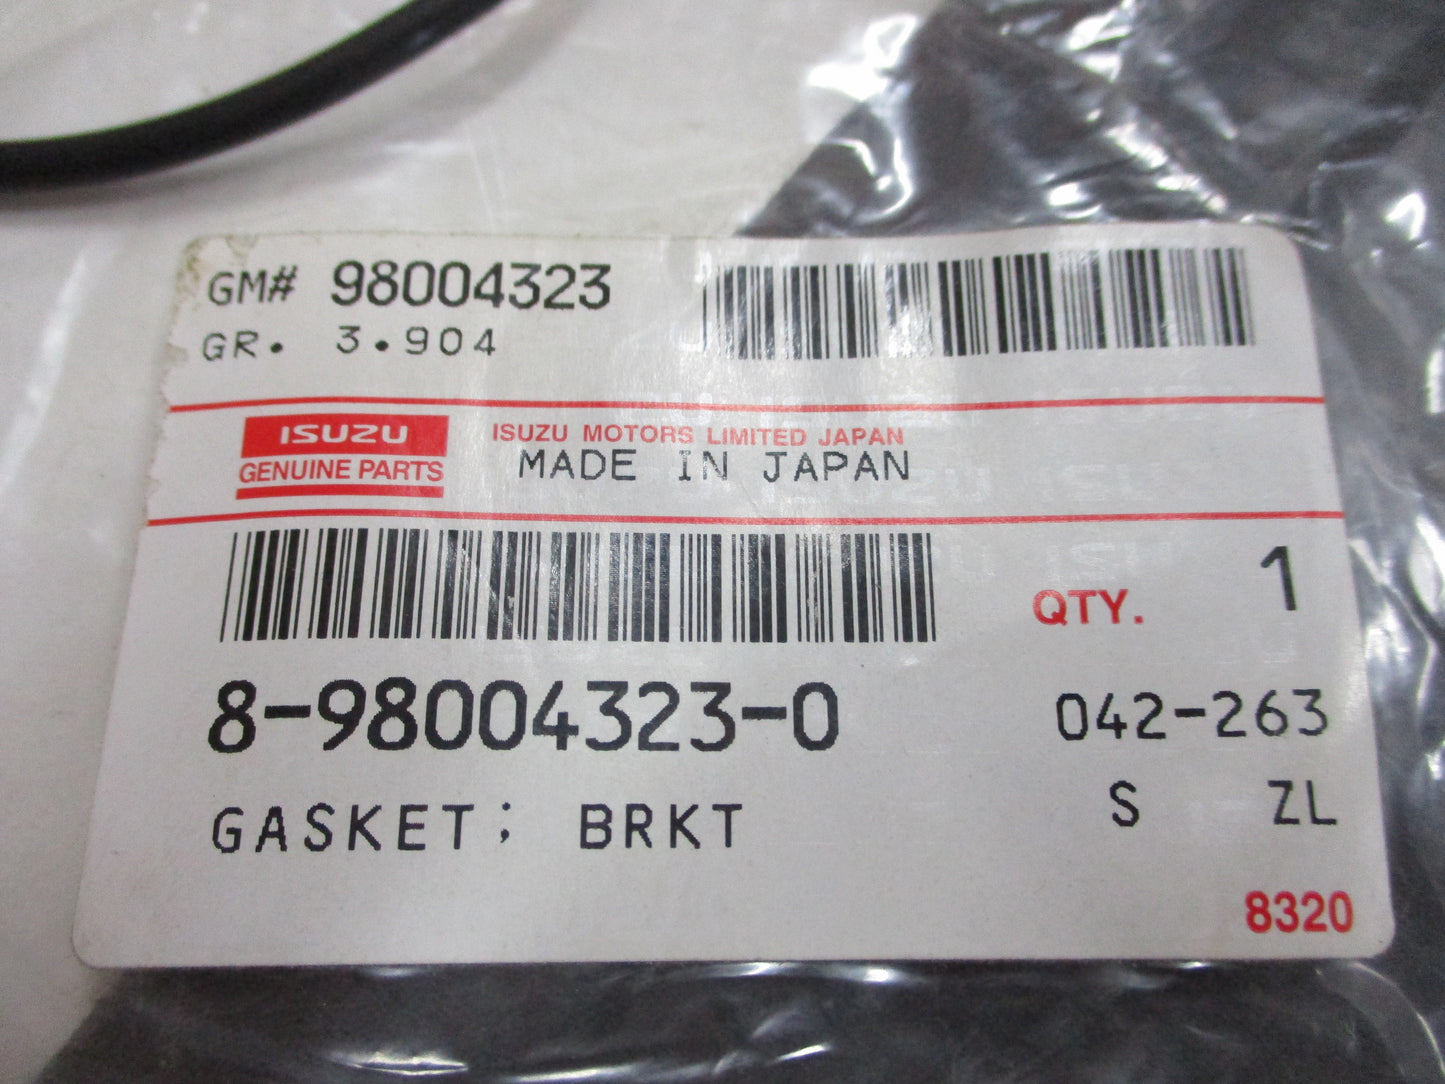 GM# 98004323
GR. 3.904
ISUZU
GENUINE PARTS
ISUZU MOTORS LIMITED JAPAN
MADE IN JAPAN
QTY. 1
8-98004323-0
042-263
GASKET; BRKT
S ZL
8320